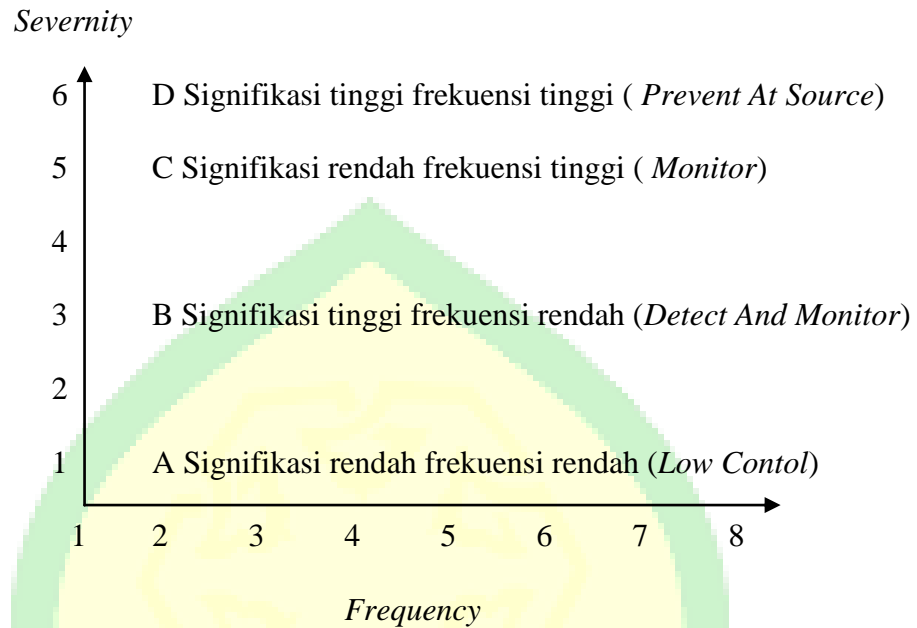 Severnity
6 D Signifikasi tinggi frekuensi tinggi ( Prevent At Source)
5 C Signifikasi rendah frekuensi tinggi ( Monitor)
4
3 B Signifikasi tinggi frekuensi rendah (Detect And Monitor)
2
1 A Signifikasi rendah frekuensi rendah (Low Contol)
1 2 3 4 5 6 7 8
Frequency